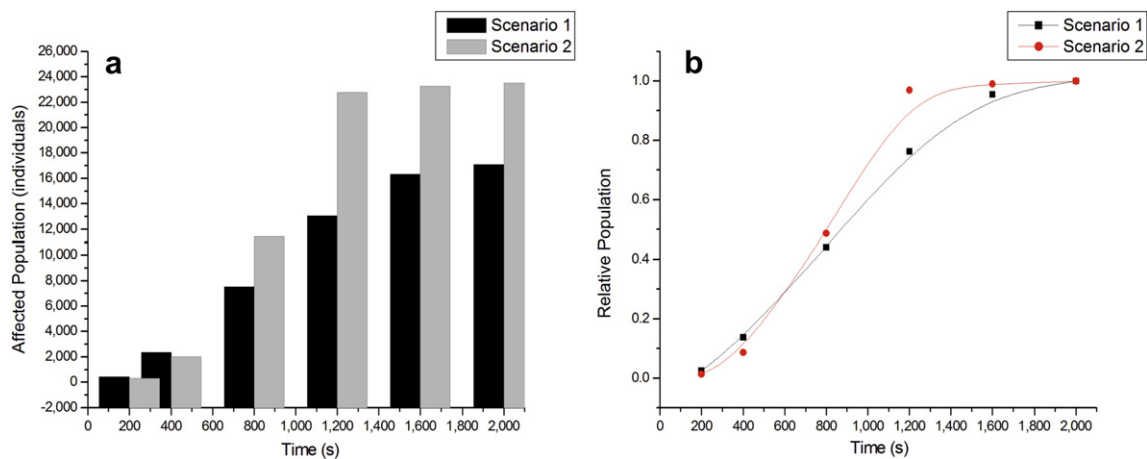 Scenario 1
Scenario 2
a
26,000
24,000
22,000
20,000
18,000
16,000
14,000
12,000
10,000
8,000
6,000
4,000
2,000
0
-2,000
Affected Population (individuals)
0 200 400 600 800 1,000 1,200 1,400 1,600 1,800 2,000
Time (s)
Scenario 1
Scenario 2
b
1.0
0.8
0.6
0.4
0.2
0.0
Relative Population
0 200 400 600 800 1,000 1,200 1,400 1,600 1,800 2,000
Time (s)